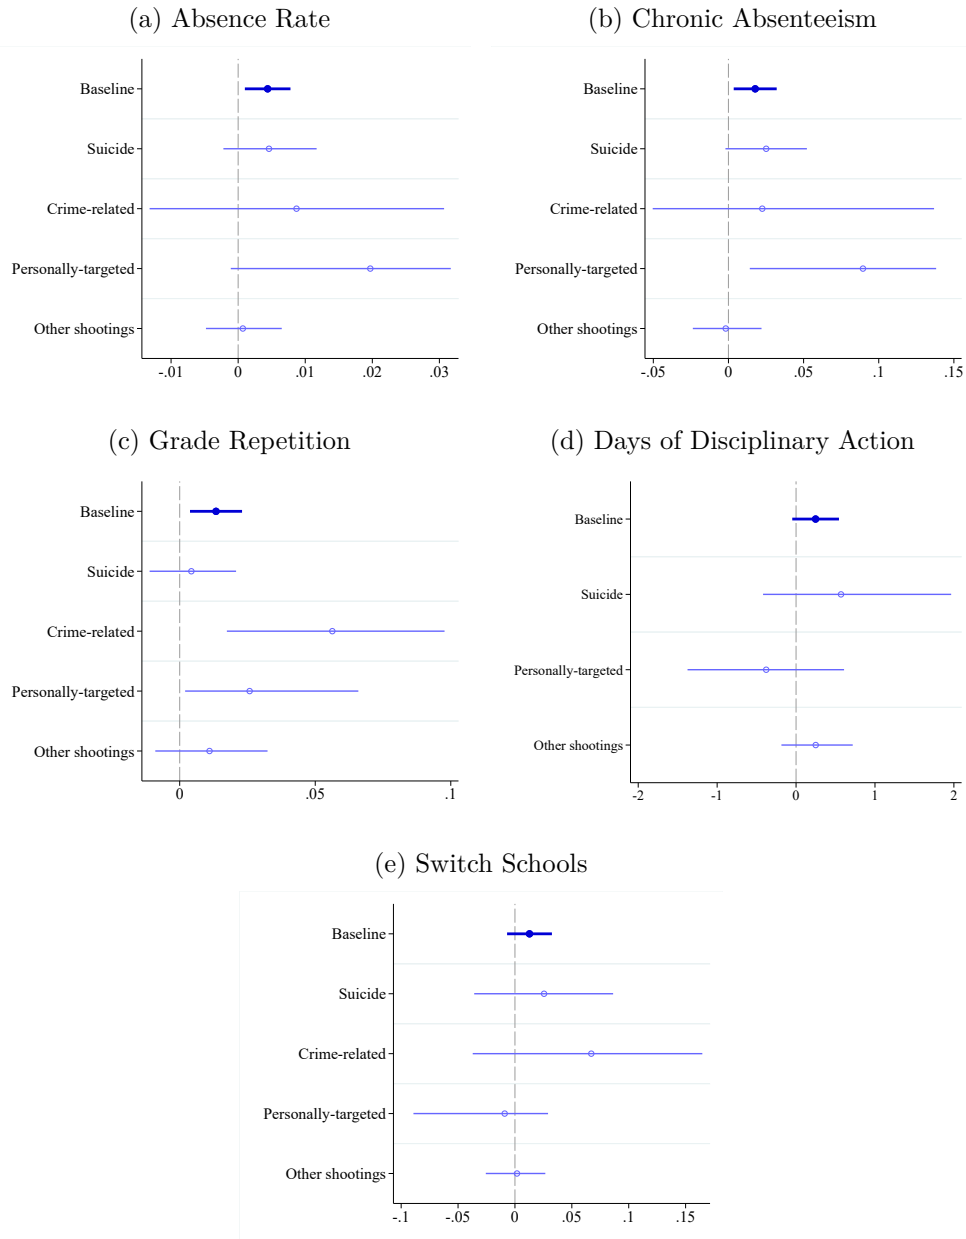 (a) Absence Rate
Baseline
Suicide
Crime-related
Personally-targeted
Other shootings
-.01 0 .01 .02 .03
(b) Chronic Absenteeism
Baseline
Suicide
Crime-related
Personally-targeted
Other shootings
-.05 0 .05 .1 .15
(c) Grade Repetition
Baseline
Suicide
Crime-related
Personally-targeted
Other shootings
0 .05 .1
(d) Days of Disciplinary Action
Baseline
Suicide
Personally-targeted
Other shootings
-2 -1 0 1 2
(e) Switch Schools
Baseline
Suicide
Crime-related
Personally-targeted
Other shootings
-.1 -.05 0 .05 .1 .15